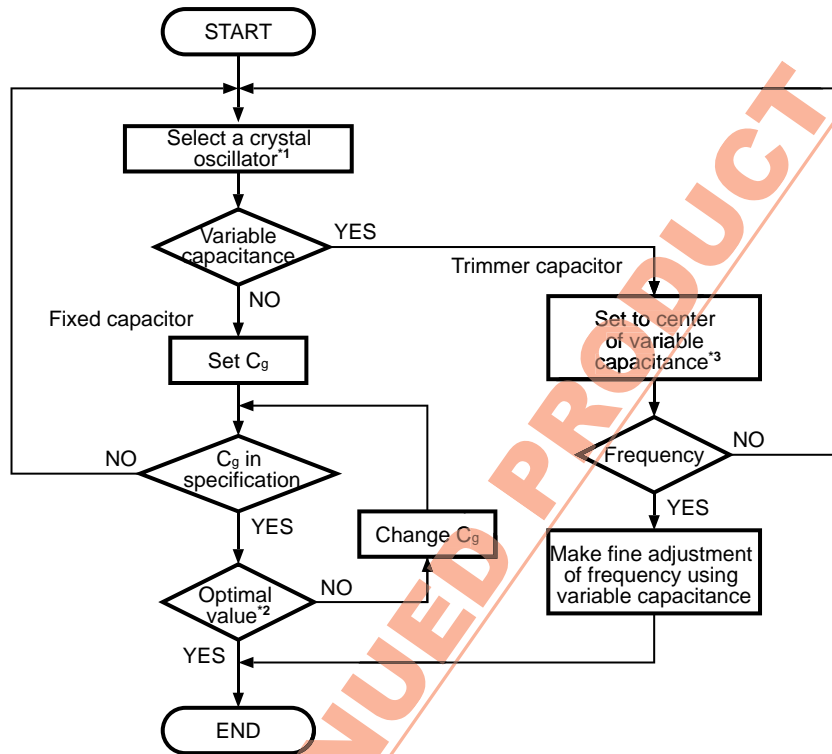 START
Select a crystal
oscillator*1
Variable
capacitance
YES
Trimmer capacitor
NO
Fixed capacitor
Set to center
of variable
capacitance*3
Set Cg
NO
Cg in
specification
Frequency
NO
YES
YES
Change Cg
Make fine adjustment
of frequency using
variable capacitance
Optimal
value*2
NO
YES
END
NUED PRODUCT